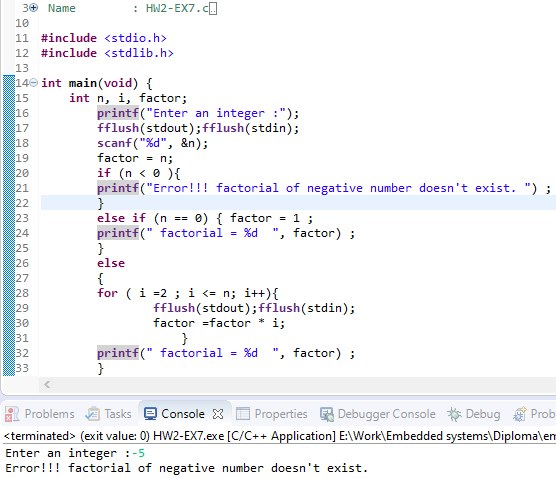 3 Name : HW2-EX7.c
10
11 #include <stdio.h>
12 #include <stdlib.h>
13
14 int main(void) {
15 int n, i, factor;
16 printf("Enter an integer :");
17 fflush(stdout);fflush(stdin);
18 scanf("%d", &n);
19 factor = n;
20 if (n < 0 ){
21 printf("Error!!! factorial of negative number doesn't exist. ") ;
22 }
23 else if (n == 0) { factor = 1 ;
24 printf(" factorial = %d  ", factor) ;
25 }
26 else
27 {
28 for ( i =2 ; i <= n; i++){
29 fflush(stdout);fflush(stdin);
30 factor =factor * i;
31 }
32 printf(" factorial = %d  ", factor) ;
33 }
Problems Tasks Console Properties Debugger Console Debug Prob
<terminated> (exit value: 0) HW2-EX7.exe [C/C++ Application] E:\Work\Embedded systems\Diploma\em
Enter an integer :-5
Error!!! factorial of negative number doesn't exist.